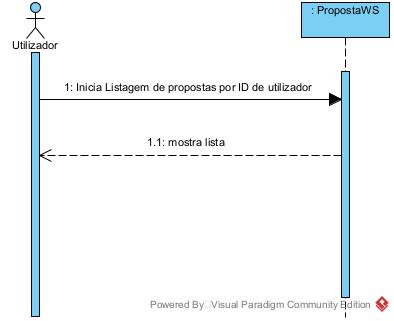 : PropostaWS
Utilizador
1: Inicia Listagem de propostas por ID de utilizador
1.1: mostra lista
Powered By Visual Paradigm Community Edition